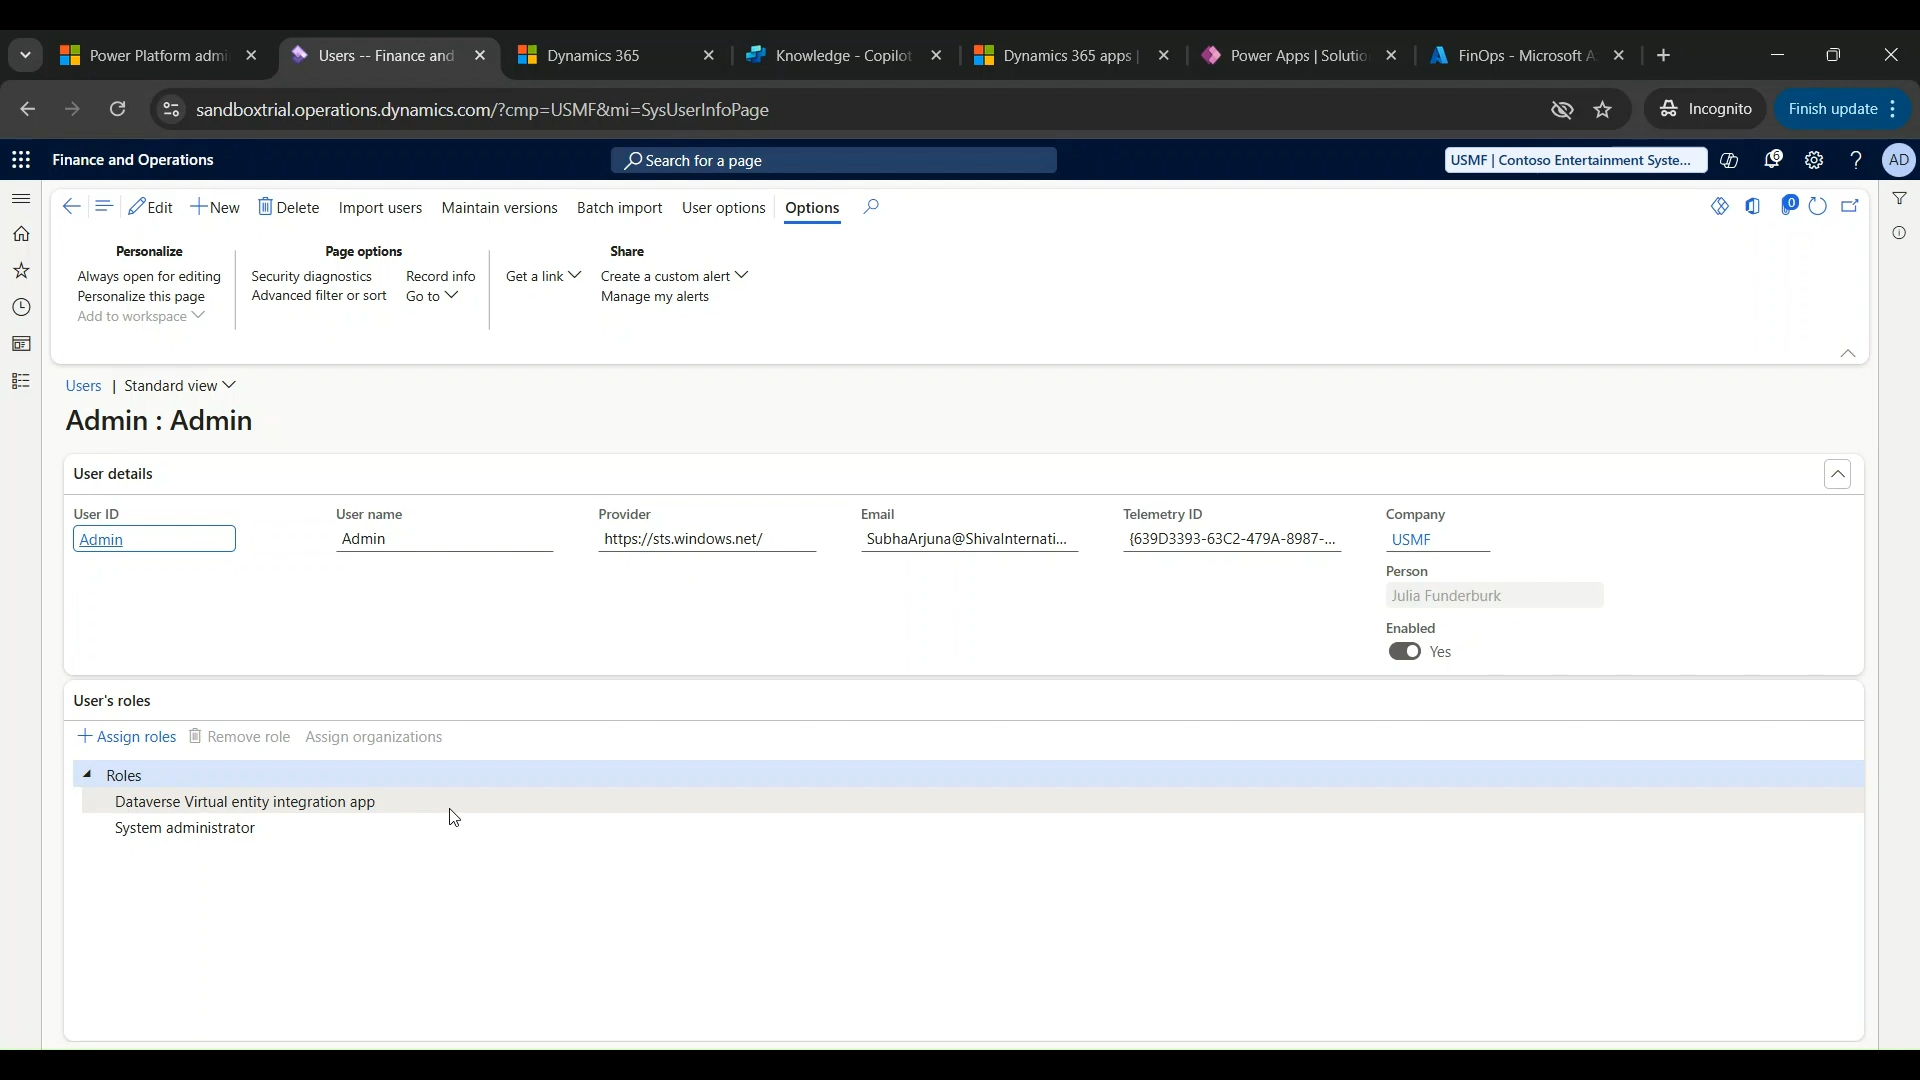 Power Platform admi
Users -- Finance and
Dynamics 365
Knowledge - Copilot
Dynamics 365 apps |
Power Apps | Solutio
FinOps - Microsoft A
sandboxtrial.operations.dynamics.com/?cmp=USMF&mi=SysUserInfoPage
Incognito
Finish update
Finance and Operations
Search for a page
USMF | Contoso Entertainment Syste...
6
AD
Edit
New
Delete
Import users
Maintain versions
Batch import
User options
Options
0
Personalize
Always open for editing
Personalize this page
Add to workspace
Page options
Security diagnostics
Advanced filter or sort
Record info
Go to
Share
Get a link
Create a custom alert
Manage my alerts
Users | Standard view
Admin : Admin
User details
User ID
Admin
User name
Admin
Provider
https://sts.windows.net/
Email
SubhaArjuna@ShivaInternati...
Telemetry ID
{639D3393-63C2-479A-8987-...
Company
USMF
Person
Julia Funderburk
Enabled
Yes
User's roles
Assign roles
Remove role
Assign organizations
Roles
Dataverse Virtual entity integration app
System administrator